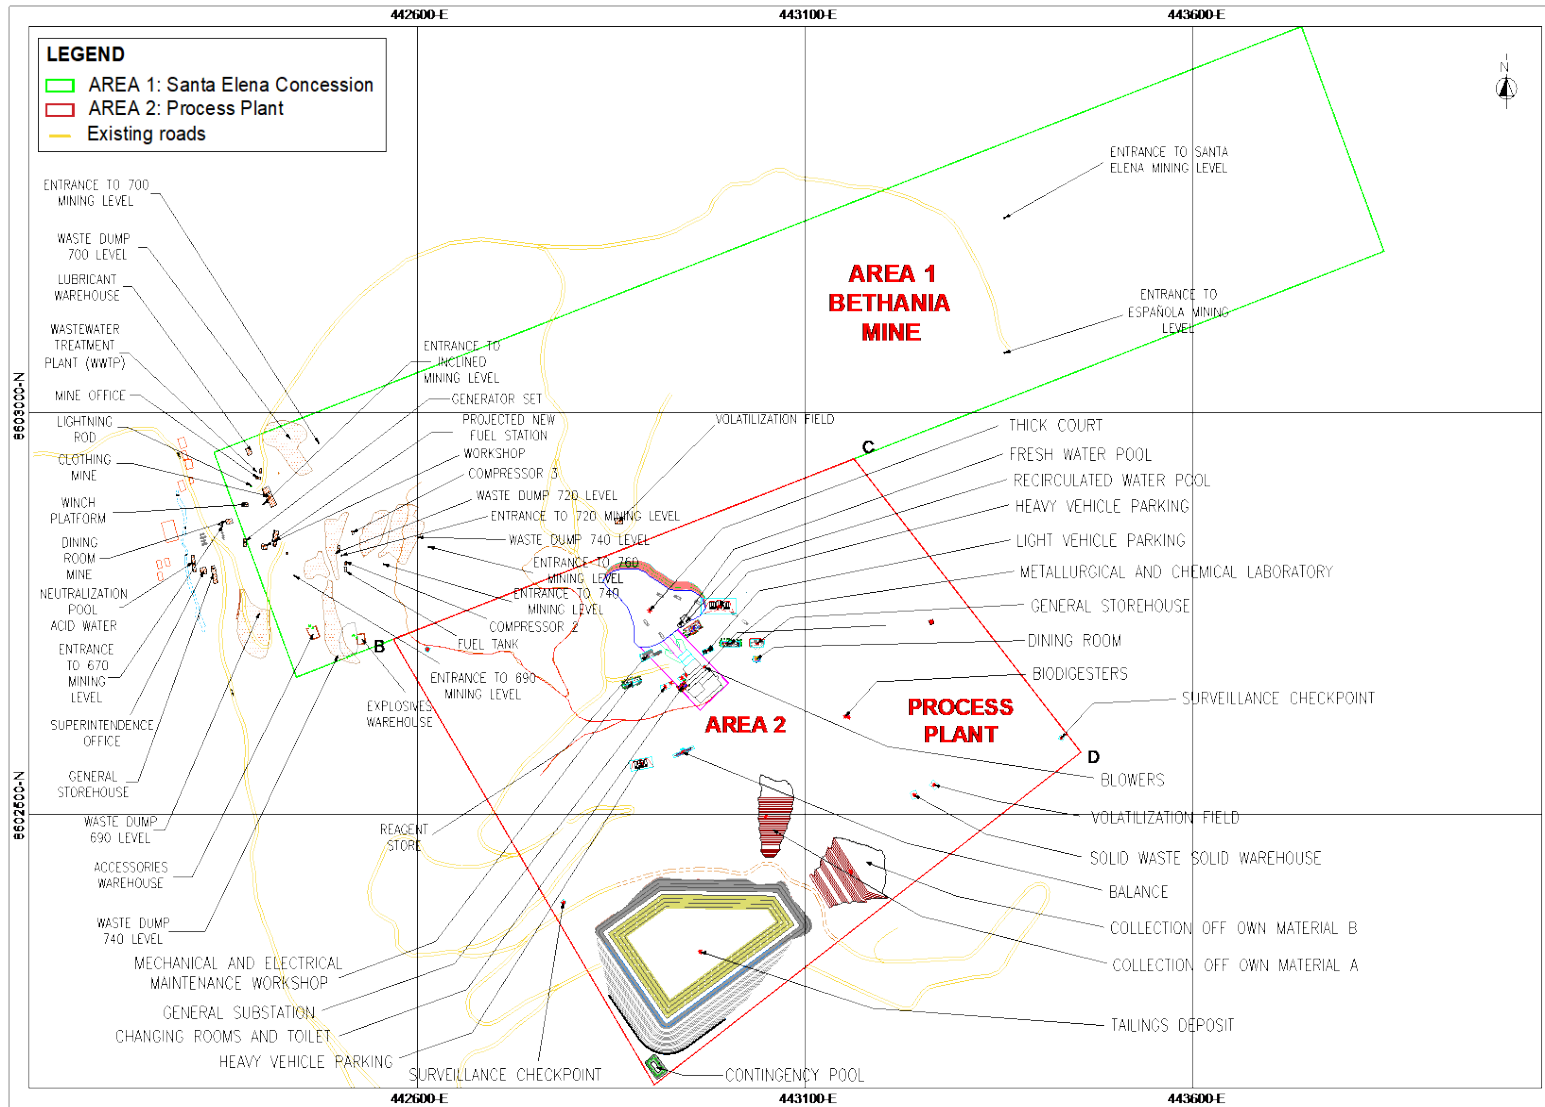 442600-E
443100-E
443600-E
LEGEND
AREA 1: Santa Elena Concession
AREA 2: Process Plant
Existing roads
N
ENTRANCE TO SANTA
ELENA MINING LEVEL
ENTRANCE TO 700
MINING LEVEL
WASTE DUMP
700 LEVEL
LUBRICANT
WAREHOUSE
WASTEWATER
TREATMENT
PLANT (WWTP)
MINE OFFICE
LIGHTNING
ROD
CLOTHING
MINE
WINCH
PLATFORM
DINING
ROOM
MINE
NEUTRALIZATION
POOL
ACID WATER
ENTRANCE
TO 670
MINING
LEVEL
SUPERINTENDENCE
OFFICE
GENERAL
STOREHOUSE
WASTE DUMP
690 LEVEL
ACCESSORIES
WAREHOUSE
WASTE DUMP
740 LEVEL
MECHANICAL AND ELECTRICAL
MAINTENANCE WORKSHOP
GENERAL SUBSTATION
CHANGING ROOMS AND TOILET
HEAVY VEHICLE PARKING
SURVEILLANCE CHECKPOINT
CONTINGENCY POOL
AREA 1
BETHANIA
MINE
ENTRANCE TO
ESPAÑOLA MINING
LEVEL
ENTRANCE TO
INCLINED
MINING LEVEL
GENERATOR SET
PROJECTED NEW
FUEL STATION
WORKSHOP
COMPRESSOR 3
WASTE DUMP 720 LEVEL
ENTRANCE TO 720 MINING LEVEL
WASTE DUMP 740 LEVEL
ENTRANCE TO 760
MINING LEVEL
ENTRANCE TO 740
MINING LEVEL
COMPRESSOR 2
FUEL TANK
ENTRANCE TO 690
MINING LEVEL
EXPLOSIVES
WAREHOUSE
REAGENT
STORE
VOLATILIZATION FIELD
THICK COURT
FRESH WATER POOL
RECIRCULATED WATER POOL
HEAVY VEHICLE PARKING
LIGHT VEHICLE PARKING
METALLURGICAL AND CHEMICAL LABORATORY
GENERAL STOREHOUSE
DINING ROOM
BIODIGESTERS
SURVEILLANCE CHECKPOINT
B
C
D
AREA 2
PROCESS
PLANT
BLOWERS
VOLATILIZATION FIELD
SOLID WASTE SOLID WAREHOUSE
BALANCE
COLLECTION OFF OWN MATERIAL B
COLLECTION OFF OWN MATERIAL A
TAILINGS DEPOSIT
8603000-N
8602500-N
442600-E
443100-E
443600-E